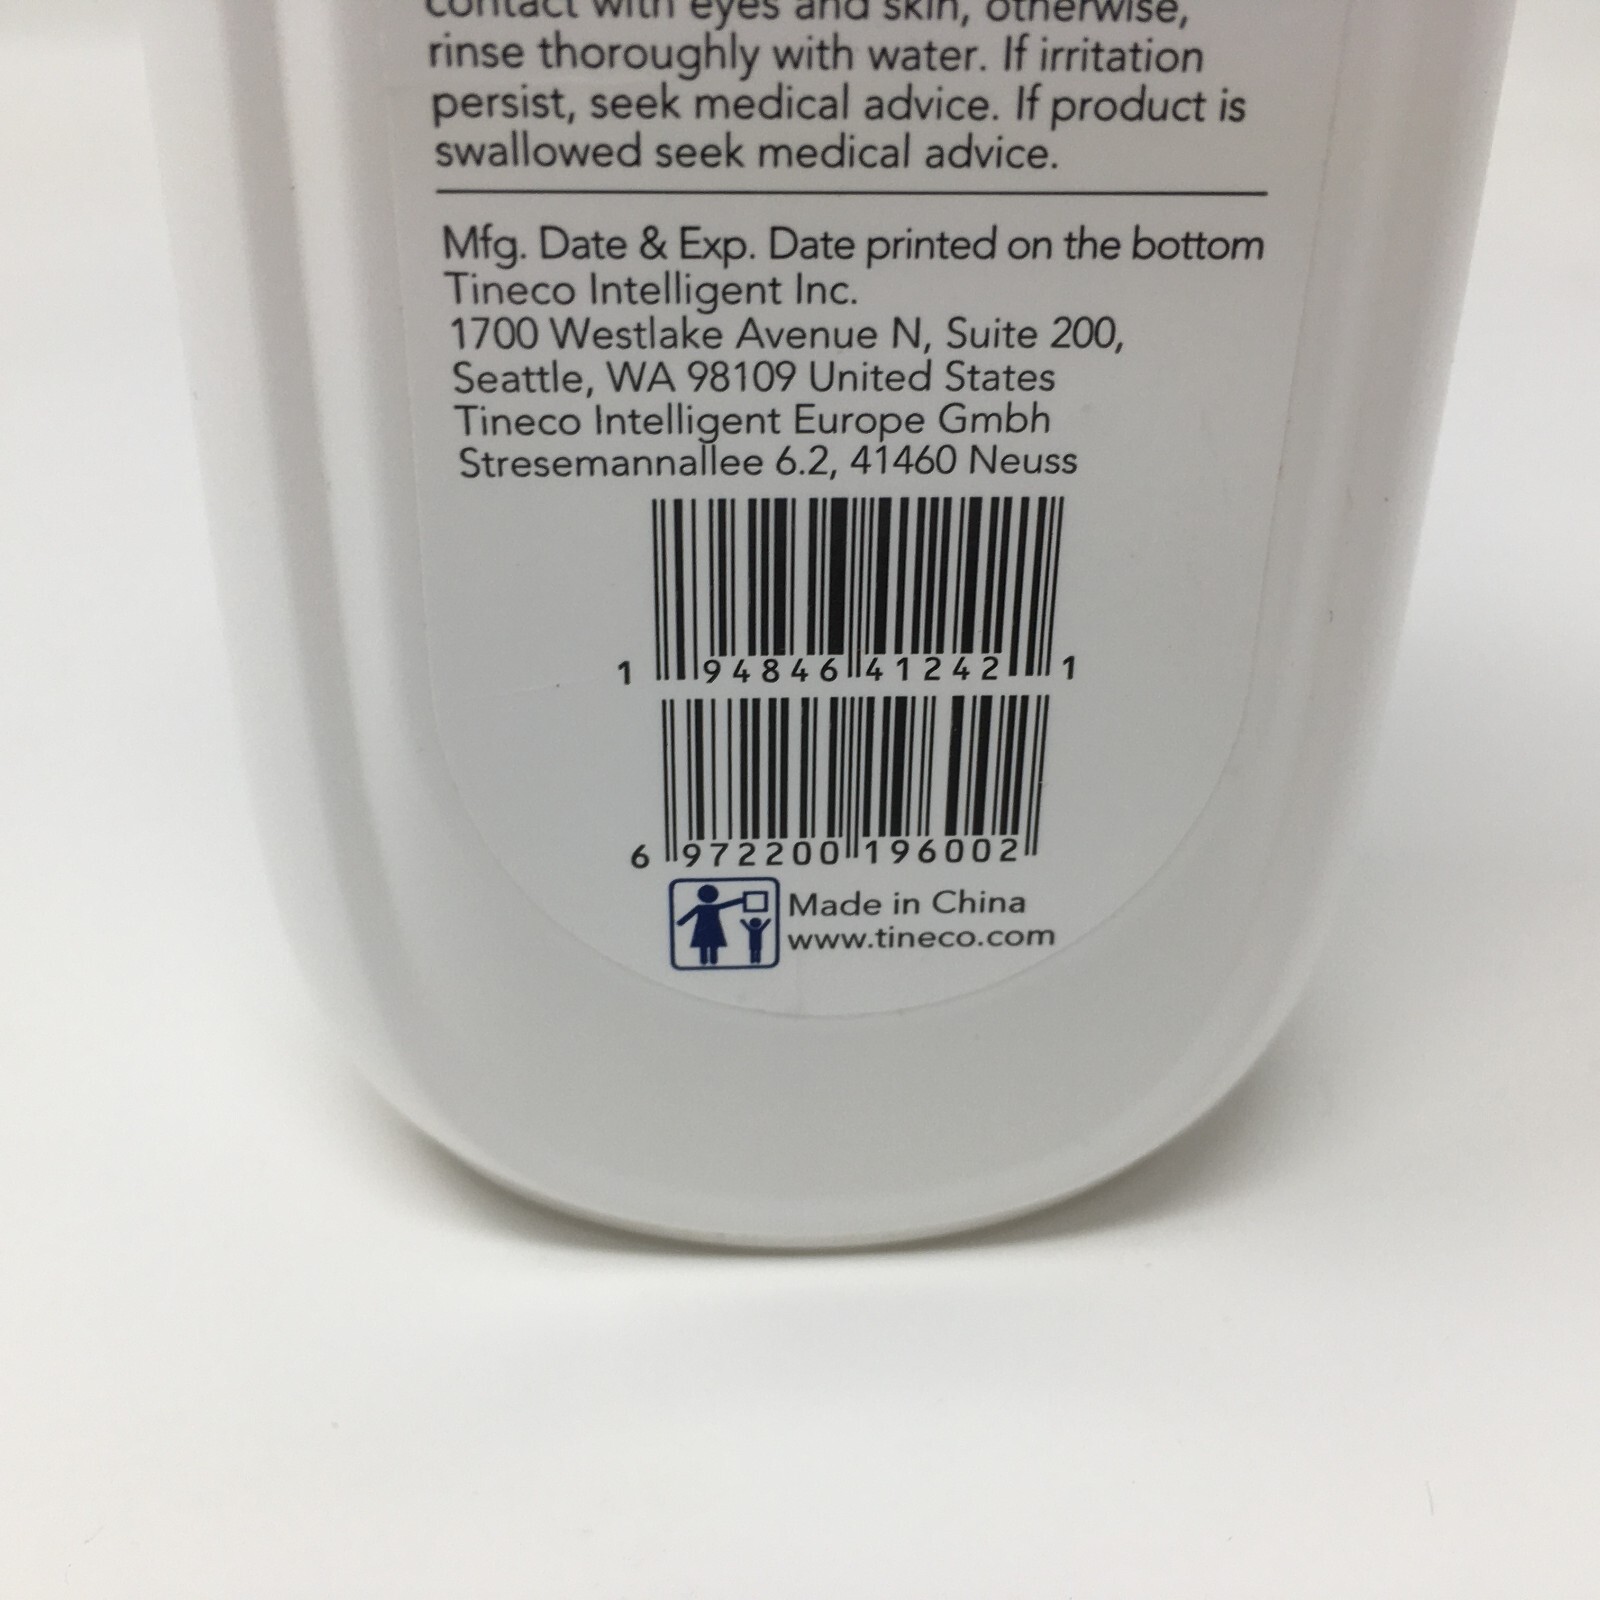 contact with eyes and skin, otherwise,
rinse thoroughly with water. If irritation
persist, seek medical advice. If product is
swallowed seek medical advice.
Mfg. Date & Exp. Date printed on the bottom
Tineco Intelligent Inc.
1700 Westlake Avenue N, Suite 200,
Seattle, WA 98109 United States
Tineco Intelligent Europe Gmbh
Stresemannallee 6.2, 41460 Neuss
1 94846 41242 1
6 972200 196002
Made in China
www.tineco.com